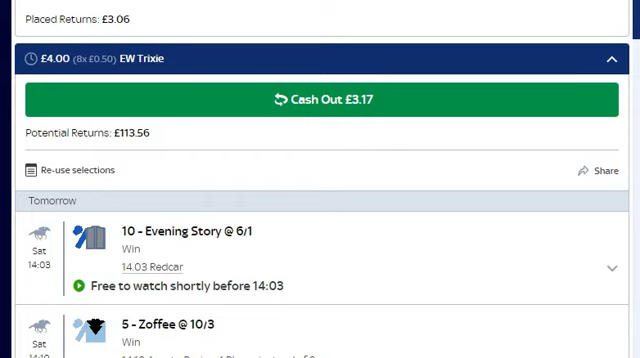 Placed Returns: £3.06
£4.00 (8x £0.50) EW Trixie
Cash Out £3.17
Potential Returns: £113.56
Re-use selections
Share
Tomorrow
10 - Evening Story @ 6/1
Win
Sat
14:03
14.03 Redcar
Free to watch shortly before 14:03
5 - Zoffee @ 10/3
Win
Sat